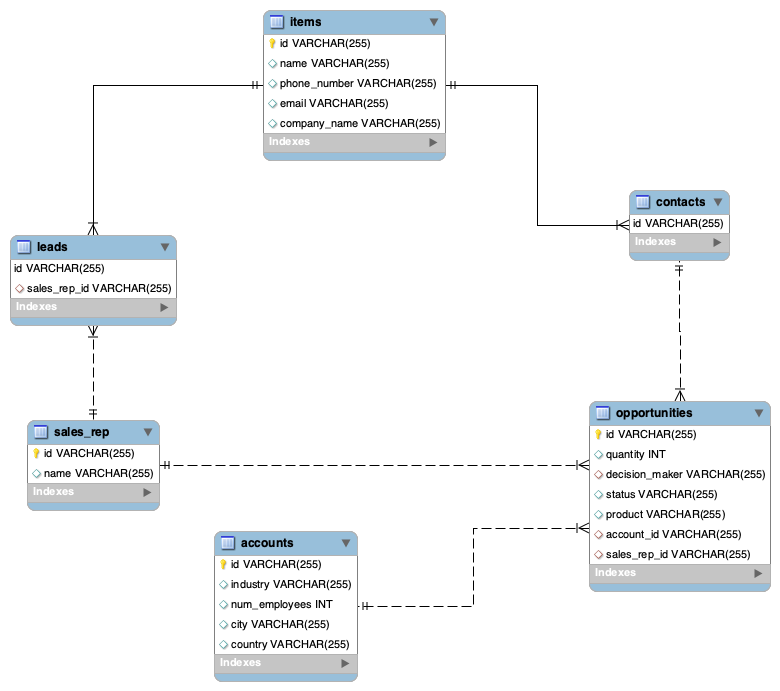 items
id VARCHAR(255)
name VARCHAR(255)
phone_number VARCHAR(255)
email VARCHAR(255)
company_name VARCHAR(255)
Indexes
contacts
id VARCHAR(255)
Indexes
leads
id VARCHAR(255)
sales_rep_id VARCHAR(255)
Indexes
sales_rep
id VARCHAR(255)
name VARCHAR(255)
Indexes
opportunities
id VARCHAR(255)
quantity INT
decision_maker VARCHAR(255)
status VARCHAR(255)
product VARCHAR(255)
account_id VARCHAR(255)
sales_rep_id VARCHAR(255)
Indexes
accounts
id VARCHAR(255)
industry VARCHAR(255)
num_employees INT
city VARCHAR(255)
country VARCHAR(255)
Indexes